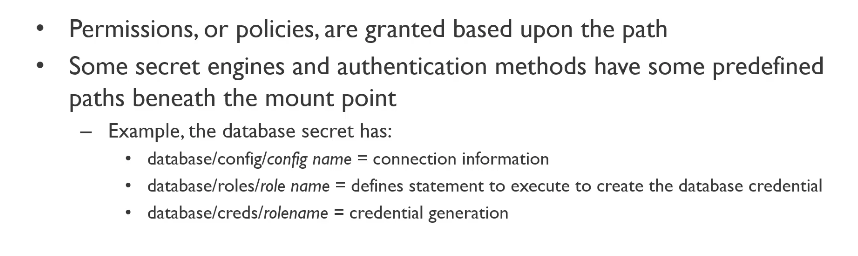 • Permissions, or policies, are granted based upon the path
• Some secret engines and authentication methods have some predefined
paths beneath the mount point
– Example, the database secret has:
• database/config/config name = connection information
• database/roles/role name = defines statement to execute to create the database credential
• database/creds/rolename = credential generation